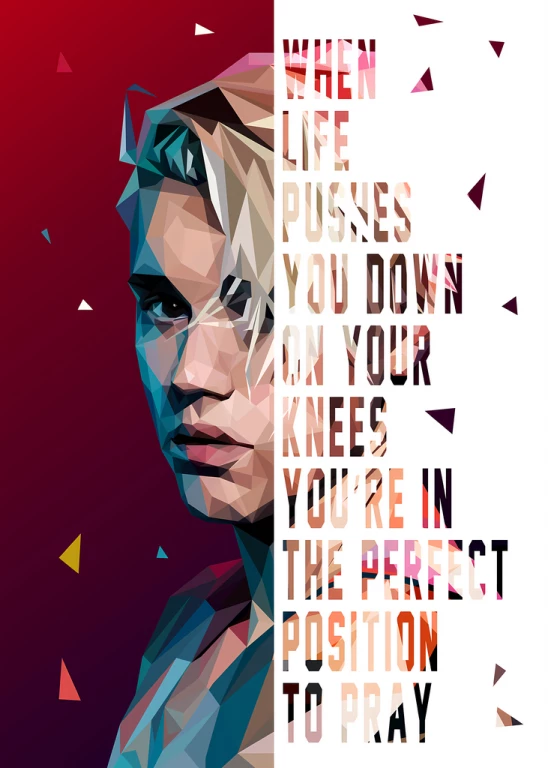 WHEN
LIFE
PUSHES
YOU DOWN
ON YOUR
KNEES
YOU'RE IN
THE PERFECT
POSITION
TO PRAY